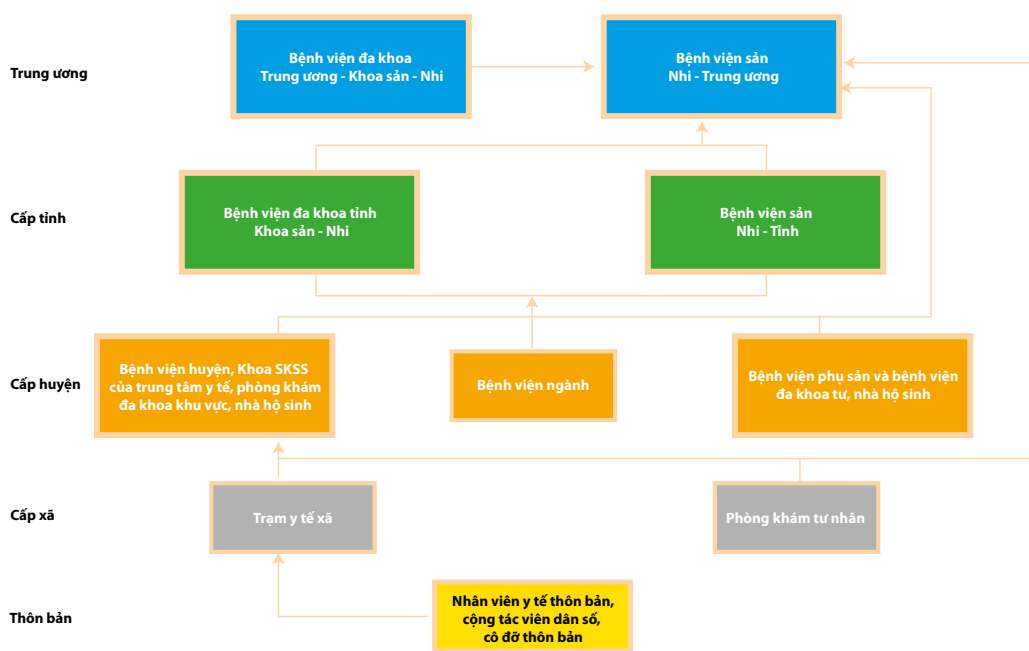 Trung ương
Bệnh viện đa khoa
Trung ương - Khoa sản - Nhi
Bệnh viện sản
Nhi - Trung ương
Cấp tỉnh
Bệnh viện đa khoa tỉnh
Khoa sản - Nhi
Bệnh viện sản
Nhi - Tỉnh
Cấp huyện
Bệnh viện huyện, Khoa SKSS
của trung tâm y tế, phòng khám
đa khoa khu vực, nhà hộ sinh
Bệnh viện ngành
Bệnh viện phụ sản và bệnh viện
đa khoa tư, nhà hộ sinh
Cấp xã
Trạm y tế xã
Phòng khám tư nhân
Thôn bản
Nhân viên y tế thôn bản,
cộng tác viên dân số,
cô đỡ thôn bản